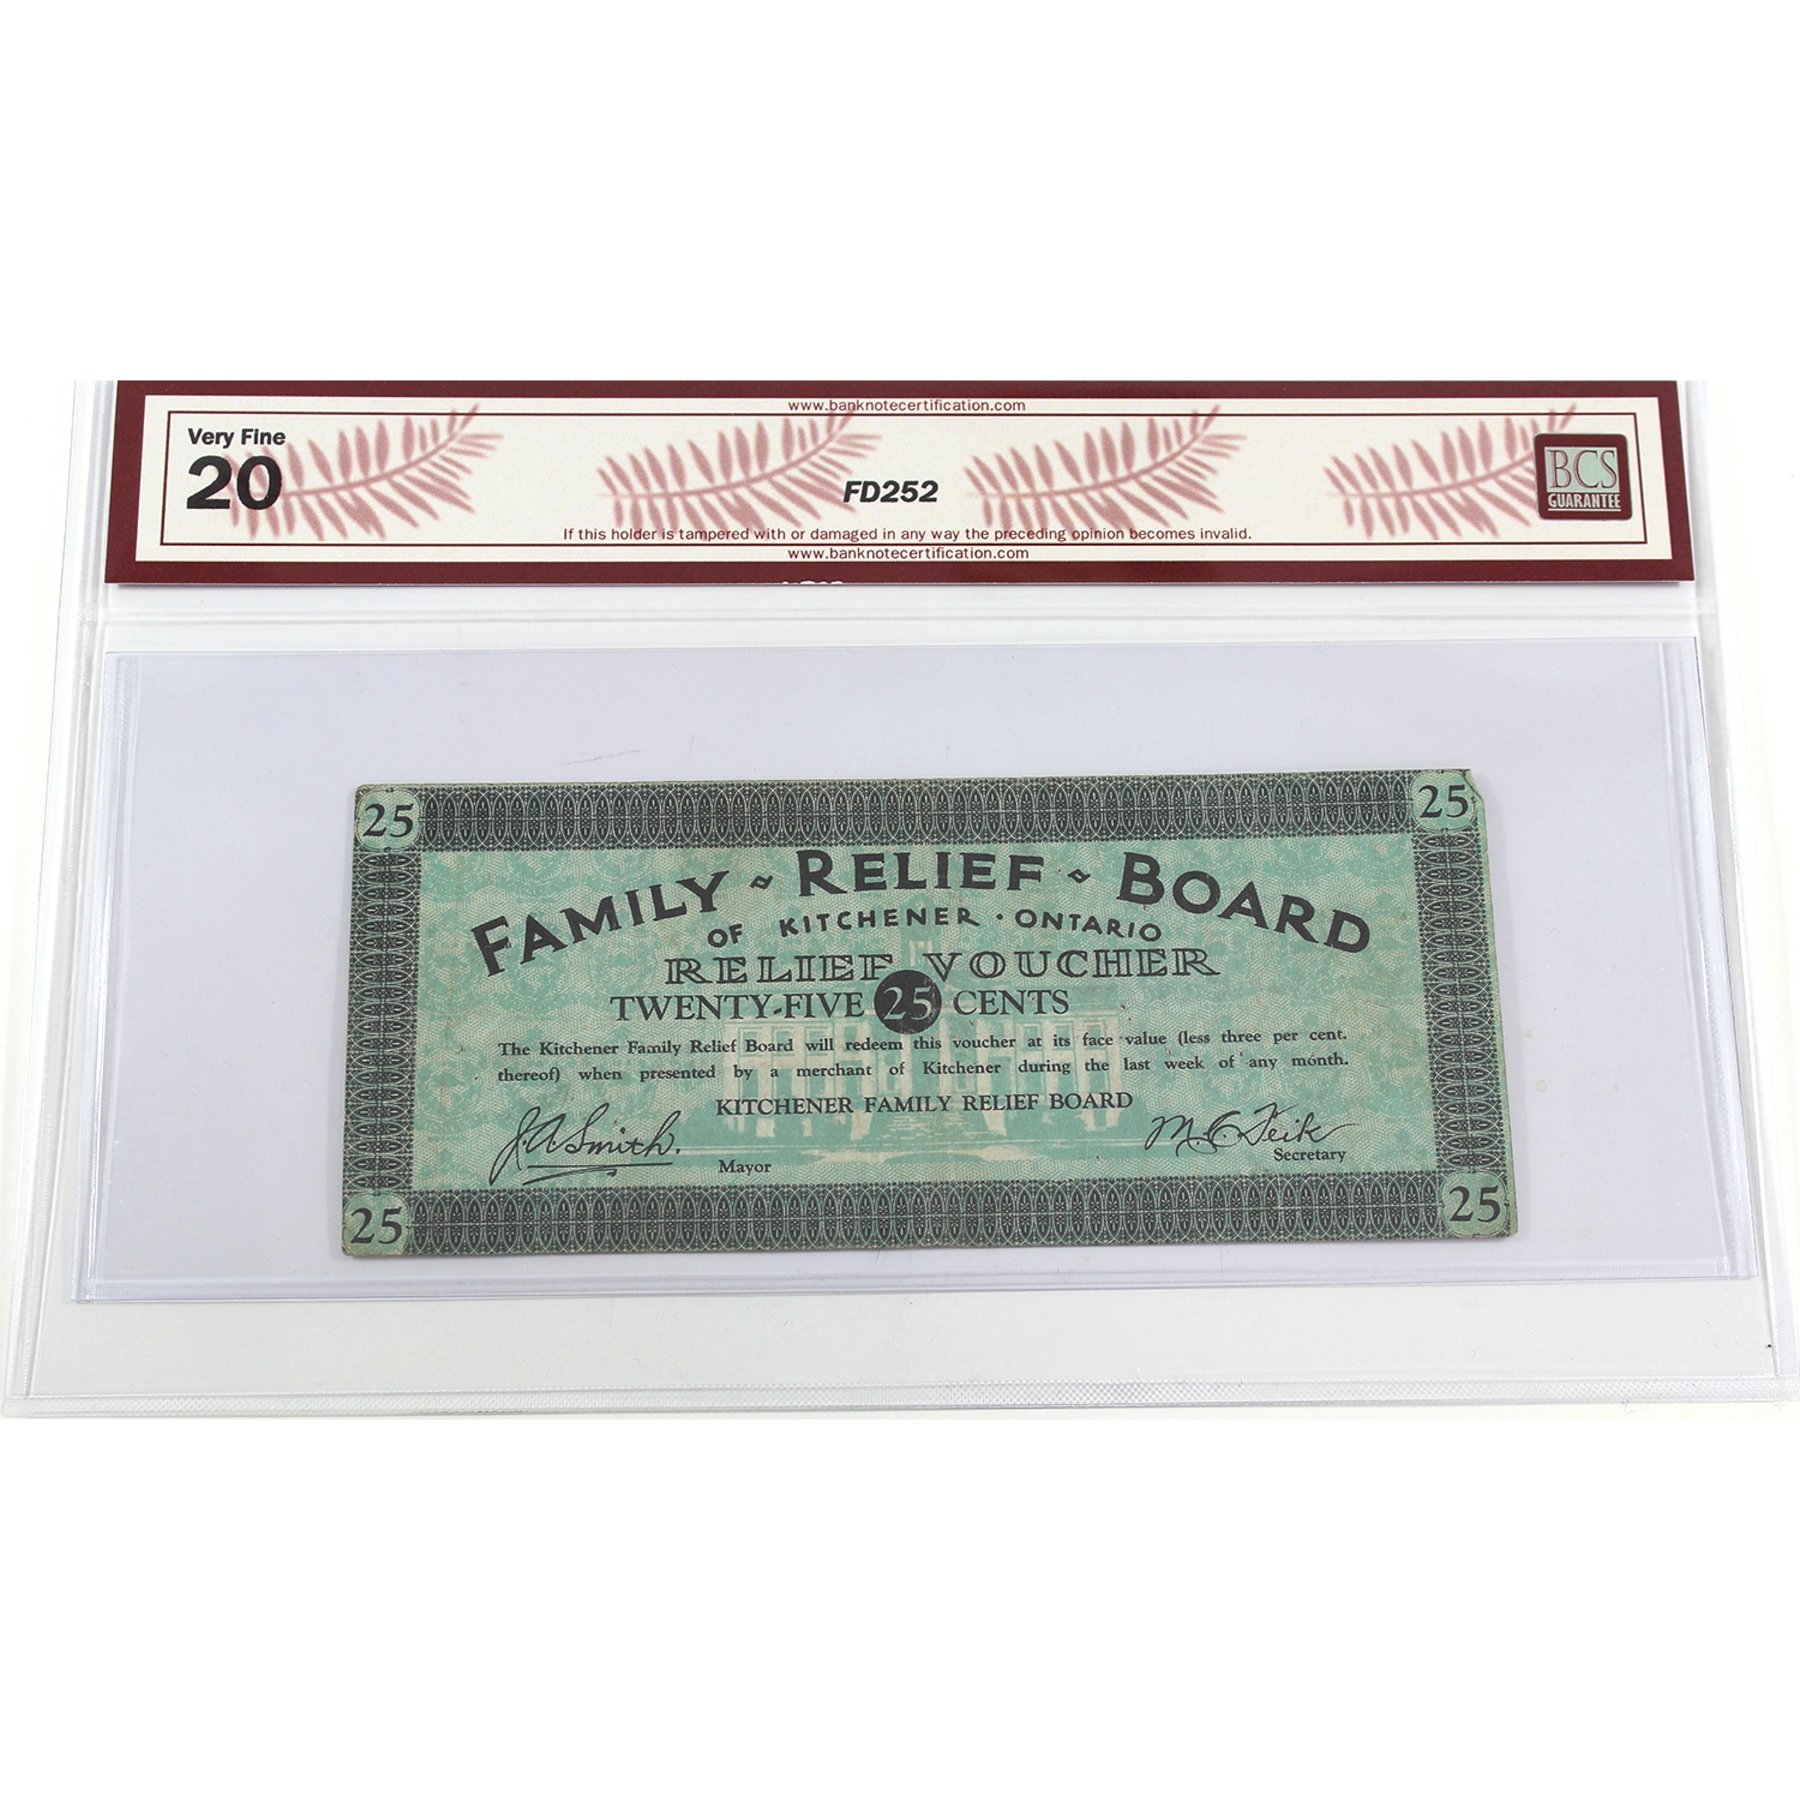 www.banknotecertification.com
Very Fine
20
FD252
BCS
GUARANTEE
If this holder is tampered with or damaged in any way the preceding opinion becomes invalid.
www.banknotecertification.com
25 25
FAMILY ~ RELIEF ~ BOARD
OF KITCHENER · ONTARIO
RELIEF VOUCHER
TWENTY-FIVE 25 CENTS
The Kitchener Family Relief Board will redeem this voucher at its face value (less three per cent.
thereof) when presented by a merchant of Kitchener during the last week of any month.
KITCHENER FAMILY RELIEF BOARD
J.A. Smith.
Mayor
Secretary
25 25